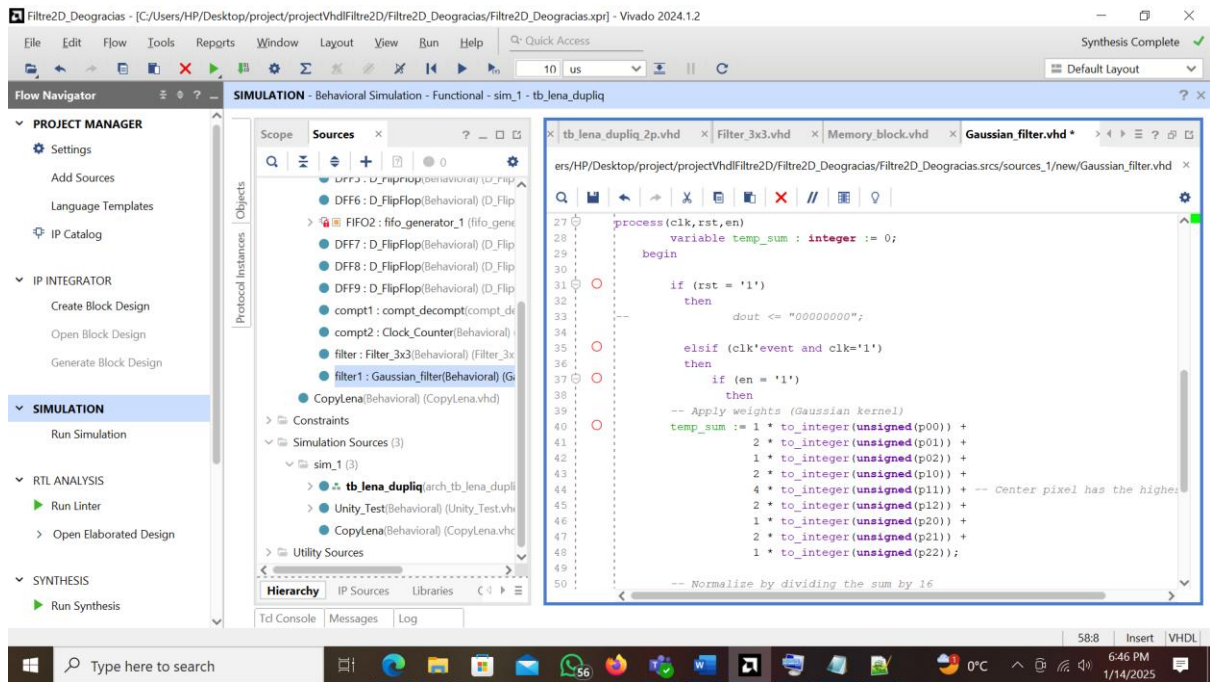 Filtre2D_Deogracias - [C:/Users/HP/Desktop/project/projectVhdlFiltre2D/Filtre2D_Deogracias/Filtre2D_Deogracias.xpr] - Vivado 2024.1.2
File Edit Flow Tools Reports Window Layout View Run Help Quick Access Synthesis Complete
10 us Default Layout
Flow Navigator
SIMULATION - Behavioral Simulation - Functional - sim_1 - tb_lena_dupliq
PROJECT MANAGER
Settings
Add Sources
Language Templates
IP Catalog
IP INTEGRATOR
Create Block Design
Open Block Design
Generate Block Design
SIMULATION
Run Simulation
RTL ANALYSIS
Run Linter
Open Elaborated Design
SYNTHESIS
Run Synthesis
Objects
Protocol Instances
Scope Sources
0
DFF5 : D_FlipFlop(Behavioral) (D_Flip
DFF6 : D_FlipFlop(Behavioral) (D_Flip
FIFO2 : fifo_generator_1 (fifo_gene
DFF7 : D_FlipFlop(Behavioral) (D_Flip
DFF8 : D_FlipFlop(Behavioral) (D_Flip
DFF9 : D_FlipFlop(Behavioral) (D_Flip
compt1 : compt_decompt(compt_de
compt2 : Clock_Counter(Behavioral)
filter : Filter_3x3(Behavioral) (Filter_3x
filter1 : Gaussian_filter(Behavioral) (Ga
CopyLena(Behavioral) (CopyLena.vhd)
Constraints
Simulation Sources (3)
sim_1 (3)
tb_lena_dupliq(arch_tb_lena_dupli
Unity_Test(Behavioral) (Unity_Test.vh
CopyLena(Behavioral) (CopyLena.vhd
Utility Sources
Hierarchy IP Sources Libraries
Tcl Console Messages Log
tb_lena_dupliq_2p.vhd Filter_3x3.vhd Memory_block.vhd Gaussian_filter.vhd *
ers/HP/Desktop/project/projectVhdlFiltre2D/Filtre2D_Deogracias/Filtre2D_Deogracias.srcs/sources_1/new/Gaussian_filter.vhd
27 process(clk,rst,en)
28 variable temp_sum : integer := 0;
29 begin
30
31 if (rst = '1')
32 then
33 -- dout <= "00000000";
34
35 elsif (clk'event and clk='1')
36 then
37 if (en = '1')
38 then
39 -- Apply weights (Gaussian kernel)
40 temp_sum := 1 * to_integer(unsigned(p00)) +
41 2 * to_integer(unsigned(p01)) +
42 1 * to_integer(unsigned(p02)) +
43 2 * to_integer(unsigned(p10)) +
44 4 * to_integer(unsigned(p11)) + -- Center pixel has the highes
45 2 * to_integer(unsigned(p12)) +
46 1 * to_integer(unsigned(p20)) +
47 2 * to_integer(unsigned(p21)) +
48 1 * to_integer(unsigned(p22));
49
50 -- Normalize by dividing the sum by 16
58:8 Insert VHDL
Type here to search
56
0°C
6:46 PM
1/14/2025